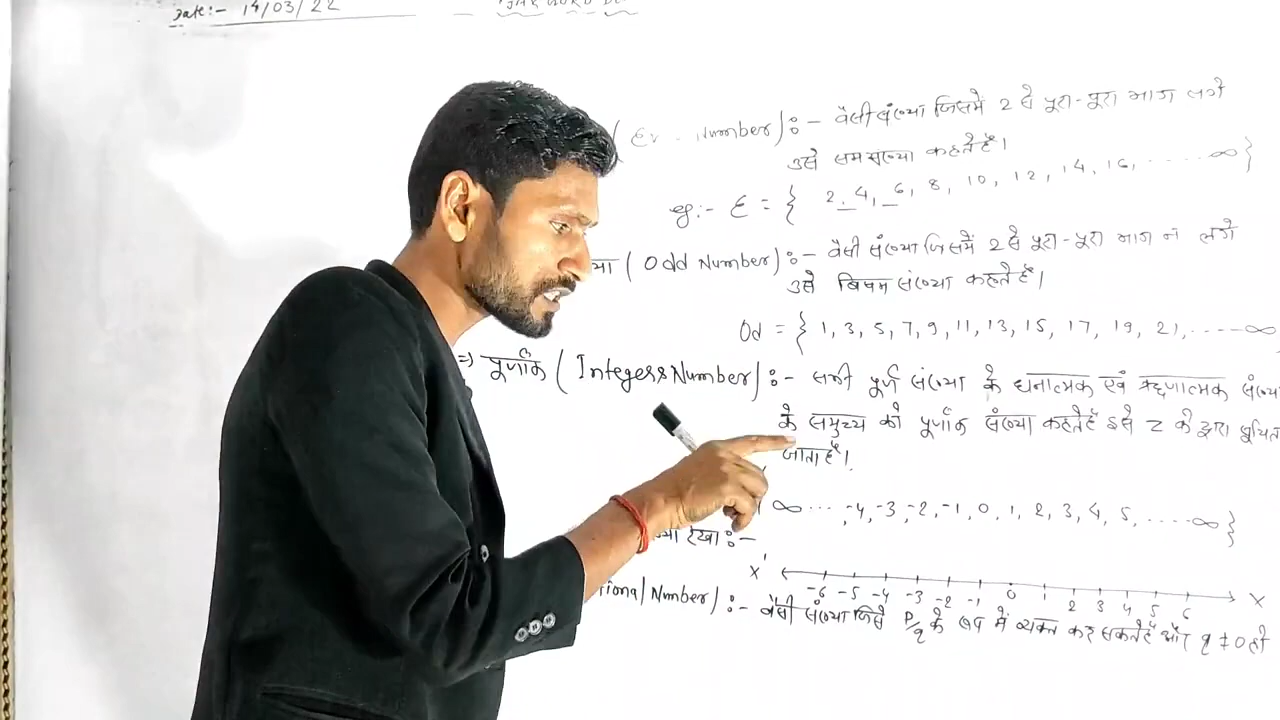 Date:- 14/03/22
Number) :- वैसी संख्या जिसमें 2 से पूरा-पूरा भाग लगे
उसे सम संख्या कहते हैं।
eg:- E = { 2, 4, 6, 8, 10, 12, 14, 16, ..... ∞ }
या ( Odd Number) :- वैसी संख्या जिसमें 2 से पूरा-पूरा भाग न लगे
उसे बिषम संख्या कहते हैं।
Od = { 1, 3, 5, 7, 9, 11, 13, 15, 17, 19, 21, ..... ∞
=> पूर्णांक ( Integers Number) :- सभी पूर्ण संख्या के धनात्मक एवं ऋणात्मक संख्य
के समुच्य को पूर्णांक संख्या कहते हैं इसे Z के द्वारा सूचित
जाता है।
∞ ... -4, -3, -2, -1, 0, 1, 2, 3, 4, 5, ..... ∞ }
रेखा :-
X' -6 -5 -4 -3 -2 -1 0 1 2 3 4 5 6 X
tional Number) :- वैसी संख्या जिसे P/q के रूप में व्यक्त कर सकते हैं और q ≠ 0 हो